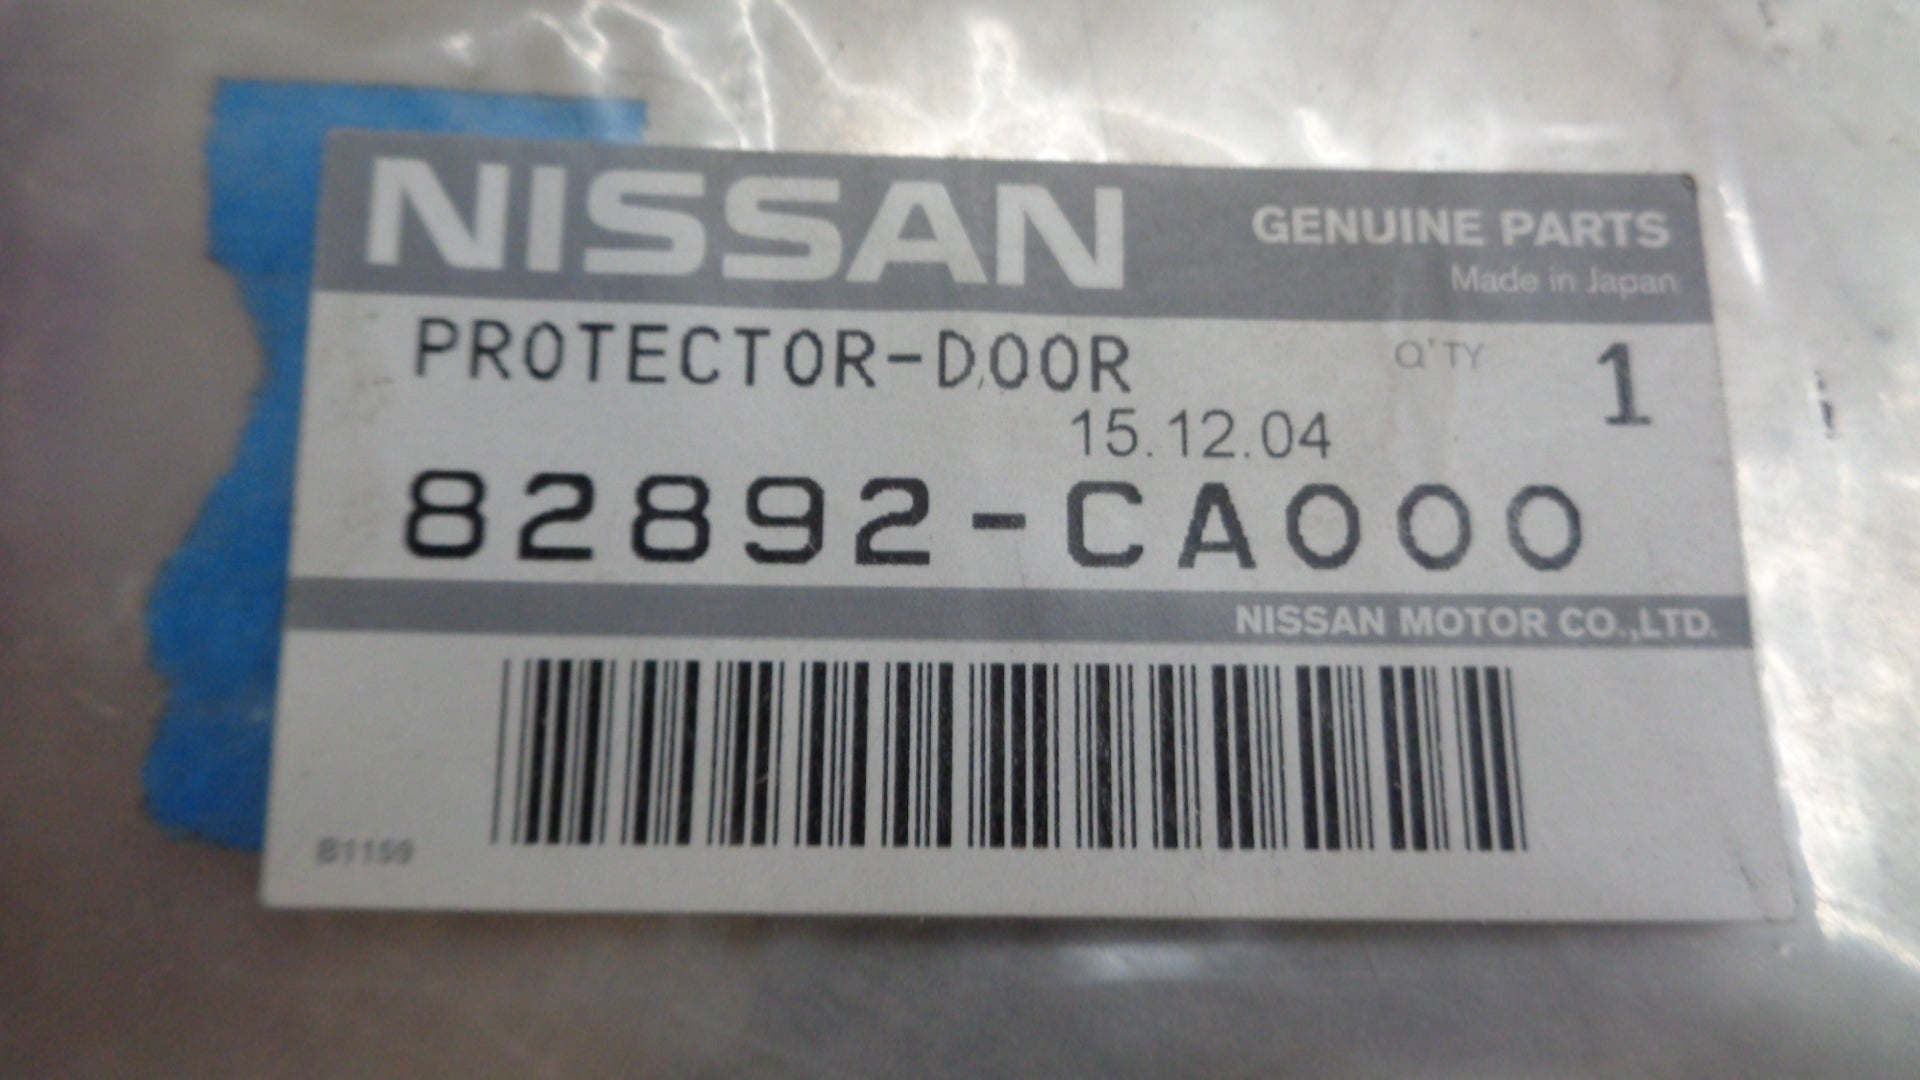 NISSAN
GENUINE PARTS
Made in Japan
PROTECTOR-DOOR
Q'TY 1
15.12.04
82892-CA000
NISSAN MOTOR CO.,LTD.
B1159